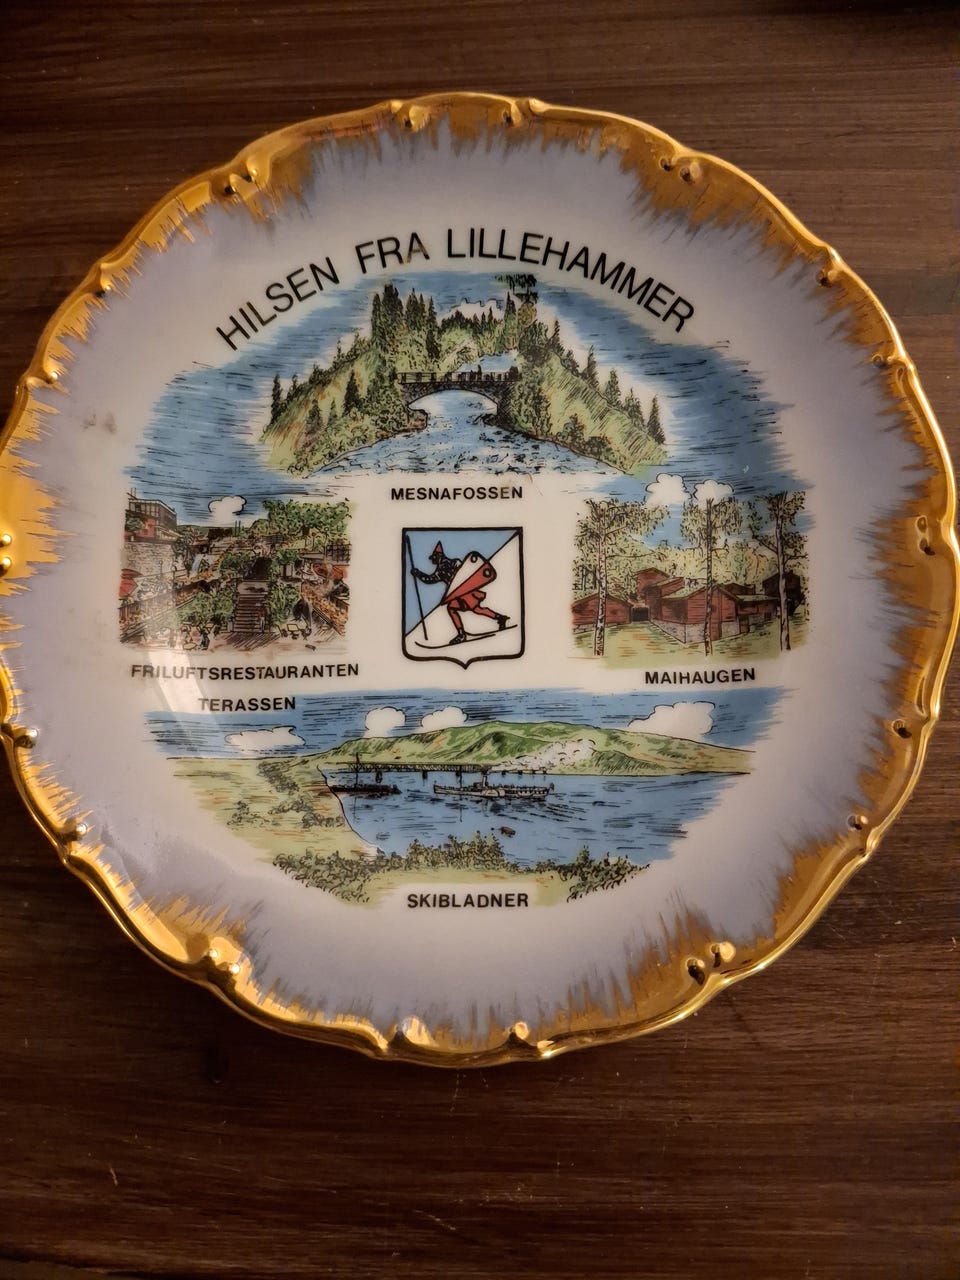 HILSEN FRA LILLEHAMMER
MESNAFOSSEN
FRILUFTSRESTAURANTEN
TERASSEN
MAIHAUGEN
SKIBLADNER